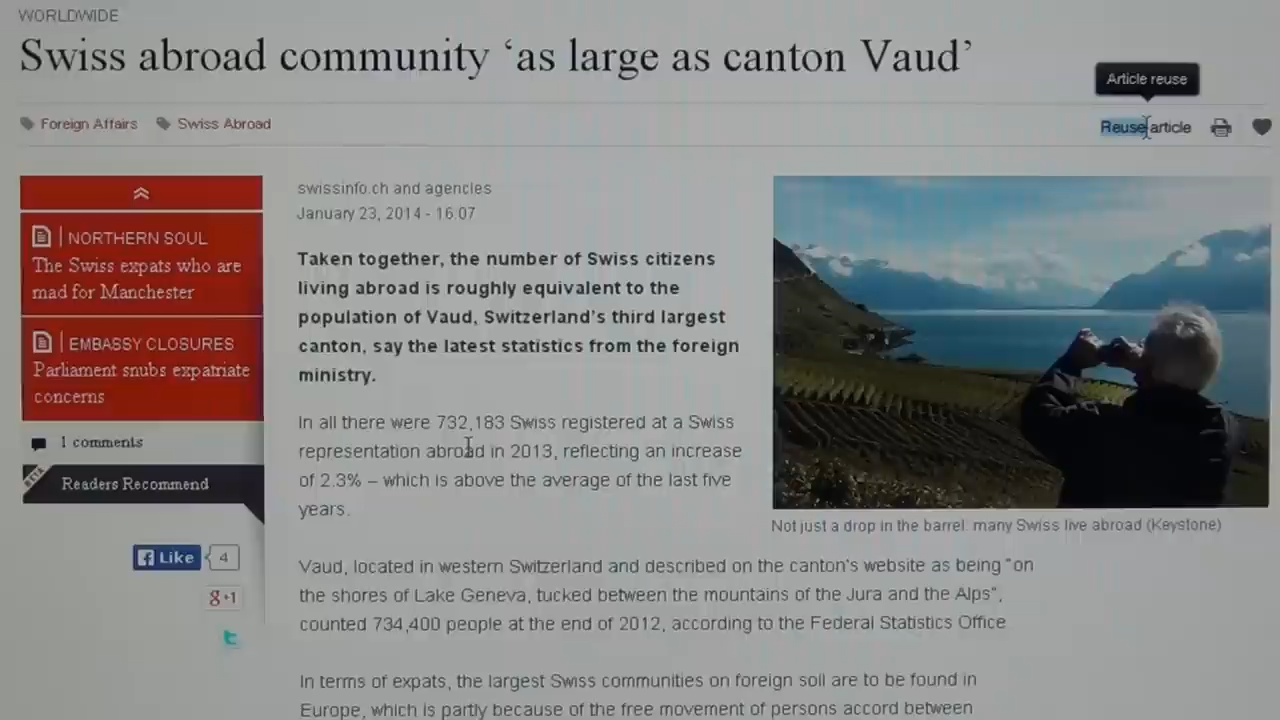 WORLDWIDE
Swiss abroad community ‘as large as canton Vaud’
Article reuse
Foreign Affairs
Swiss Abroad
Reuse article
NORTHERN SOUL
The Swiss expats who are
mad for Manchester
EMBASSY CLOSURES
Parliament snubs expatriate
concerns
1 comments
BETA
Readers Recommend
Like
4
g+1
swissinfo.ch and agencies
January 23, 2014 - 16:07
Taken together, the number of Swiss citizens
living abroad is roughly equivalent to the
population of Vaud, Switzerland's third largest
canton, say the latest statistics from the foreign
ministry.
In all there were 732,183 Swiss registered at a Swiss
representation abroad in 2013, reflecting an increase
of 2.3% – which is above the average of the last five
years.
Not just a drop in the barrel: many Swiss live abroad (Keystone)
Vaud, located in western Switzerland and described on the canton's website as being "on
the shores of Lake Geneva, tucked between the mountains of the Jura and the Alps",
counted 734,400 people at the end of 2012, according to the Federal Statistics Office.
In terms of expats, the largest Swiss communities on foreign soil are to be found in
Europe, which is partly because of the free movement of persons accord between